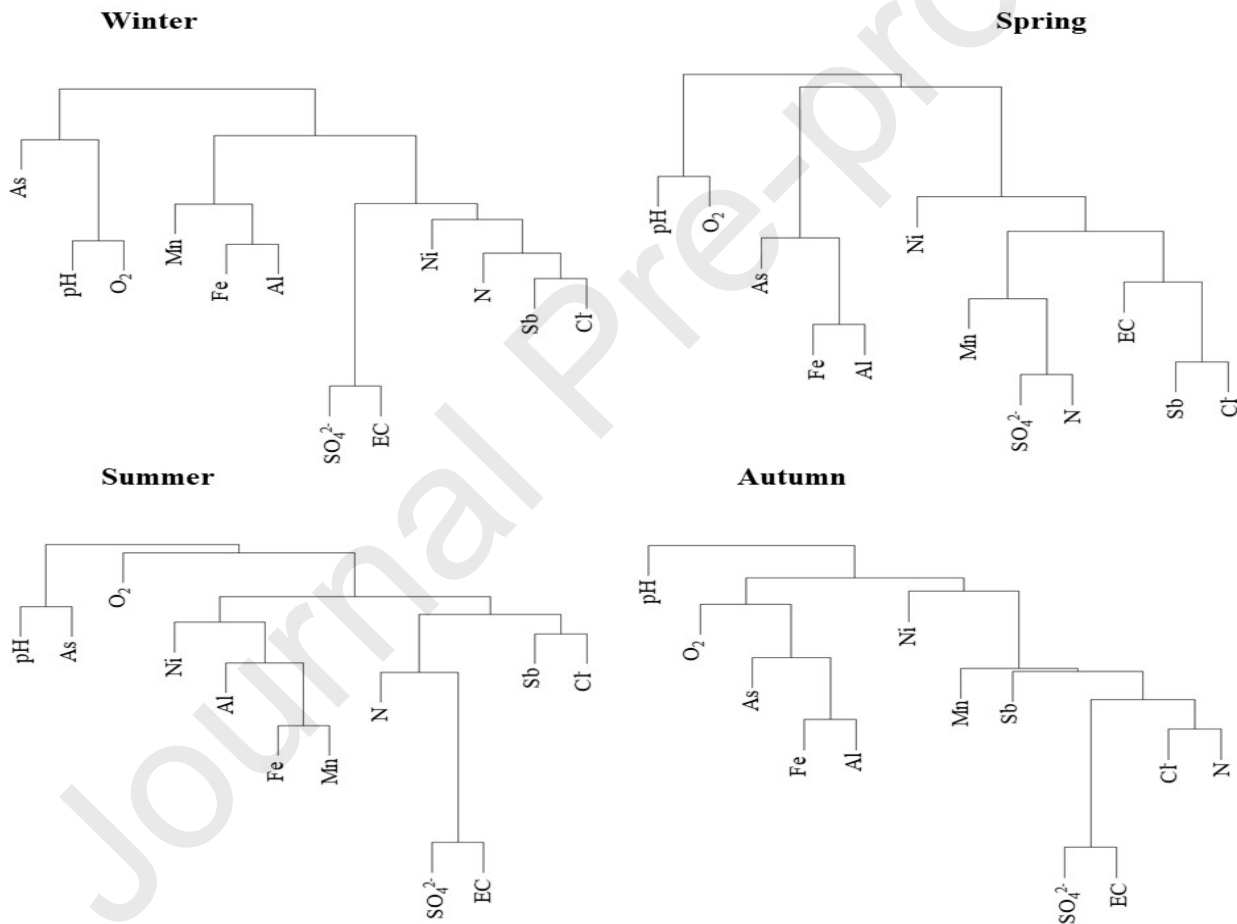 Winter
As
pH
O₂
Mn
Fe
Al
SO₄²⁻
EC
Ni
N
Sb
Cl⁻
Spring
pH
O₂
As
Fe
Al
Ni
Mn
SO₄²⁻
N
EC
Sb
Cl⁻
Summer
pH
As
O₂
Ni
Al
Fe
Mn
N
SO₄²⁻
EC
Sb
Cl⁻
Autumn
pH
O₂
As
Fe
Al
Ni
Mn
Sb
SO₄²⁻
EC
Cl⁻
N
Journal Pre-pro